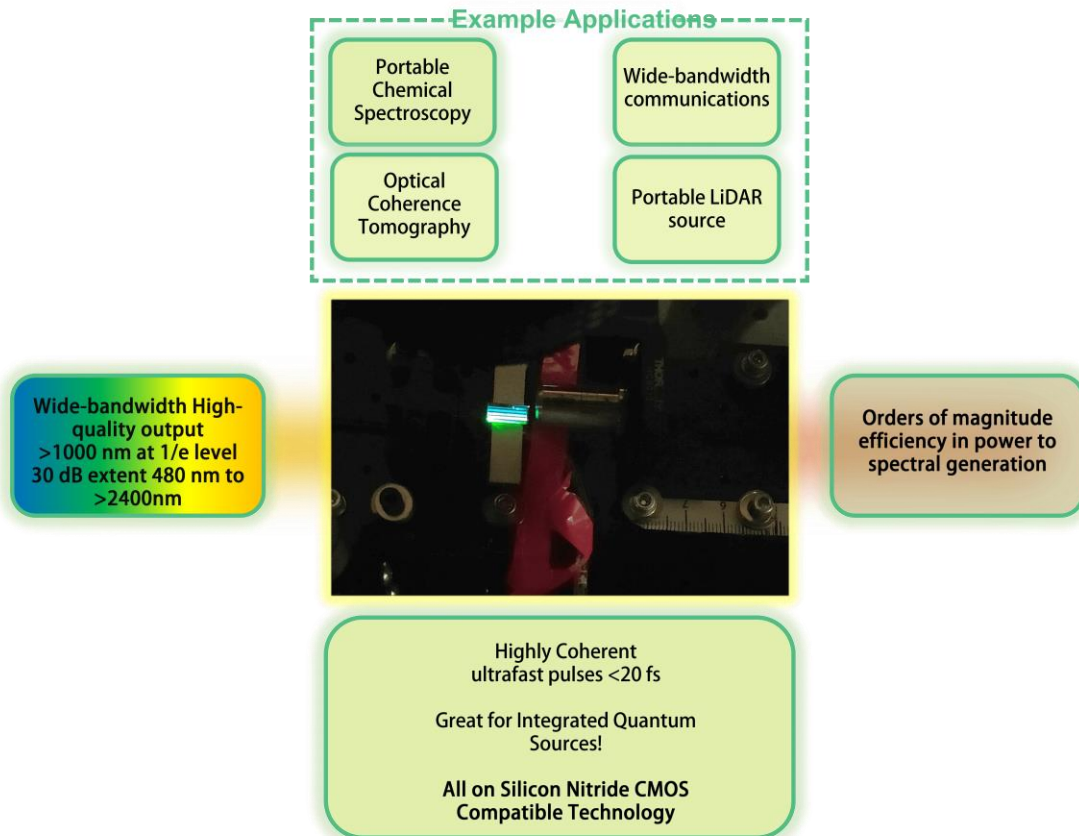 Example Applications
Portable
Chemical
Spectroscopy
Wide-bandwidth
communications
Optical
Coherence
Tomography
Portable LiDAR
source
Wide-bandwidth High-
quality output
>1000 nm at 1/e level
30 dB extent 480 nm to
>2400nm
THOR
7
6
Orders of magnitude
efficiency in power to
spectral generation
Highly Coherent
ultrafast pulses <20 fs
Great for Integrated Quantum
Sources!
All on Silicon Nitride CMOS
Compatible Technology